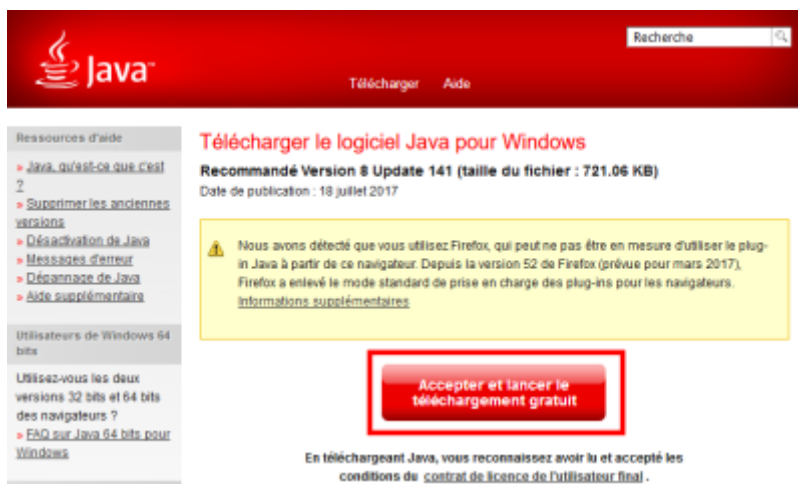 Recherche
Java™
Télécharger Aide
Ressources d'aide
» Java, qu'est-ce que c'est
?
» Supprimer les anciennes
versions
» Désactivation de Java
» Messages d'erreur
» Dépannage de Java
» Aide supplémentaire
Utilisateurs de Windows 64
bits
Utilisez-vous les deux
versions 32 bits et 64 bits
des navigateurs ?
» FAQ sur Java 64 bits pour
Windows
Télécharger le logiciel Java pour Windows
Recommandé Version 8 Update 141 (taille du fichier : 721.06 KB)
Date de publication : 18 juillet 2017
Nous avons détecté que vous utilisez Firefox, qui peut ne pas être en mesure d'utiliser le plug-
in Java à partir de ce navigateur. Depuis la version 52 de Firefox (prévue pour mars 2017),
Firefox a enlevé le mode standard de prise en charge des plug-ins pour les navigateurs.
Informations supplémentaires
Accepter et lancer le
téléchargement gratuit
En téléchargeant Java, vous reconnaissez avoir lu et accepté les
conditions du contrat de licence de l'utilisateur final .